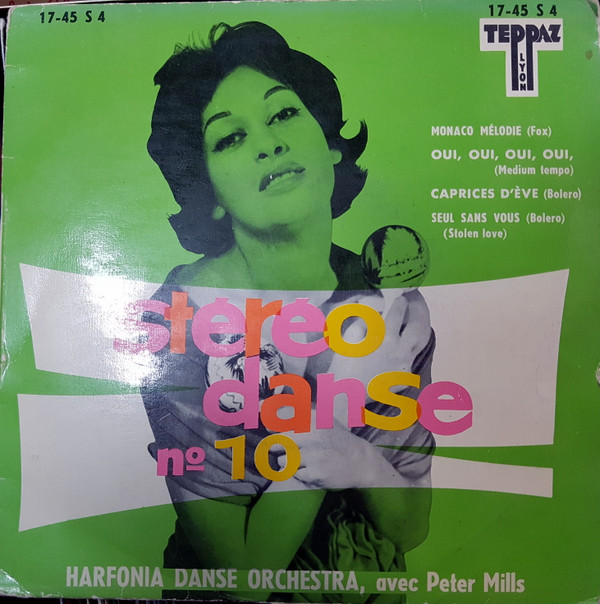 17-45 S 4
17-45 S 4
TEPPAZ
LYON
MONACO MÉLODIE (Fox)
OUI, OUI, OUI, OUI,
(Medium tempo)
CAPRICES D'ÈVE (Bolero)
SEUL SANS VOUS (Bolero)
(Stolen love)
stéréo
danse
nº 10
HARFONIA DANSE ORCHESTRA, avec Peter Mills